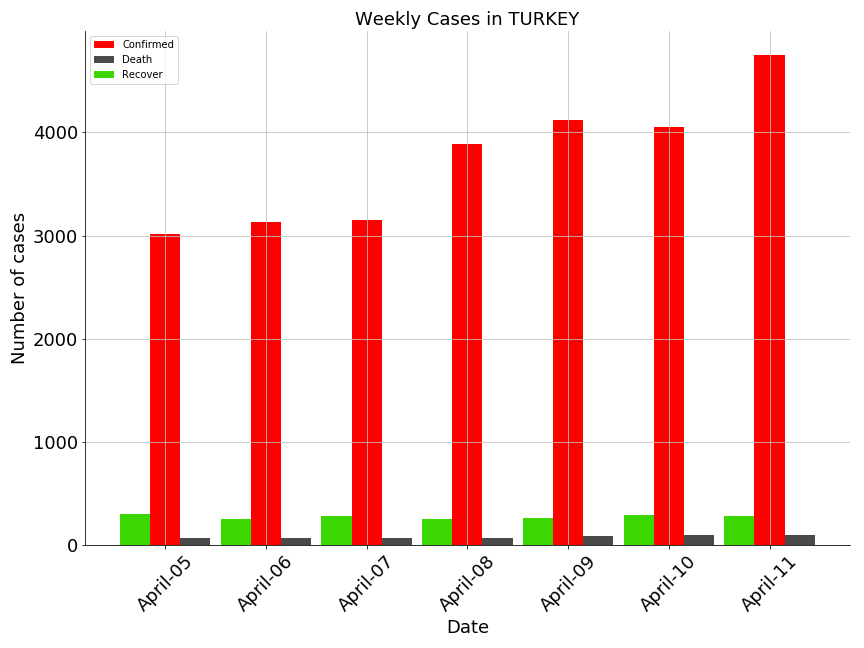 Weekly Cases in TURKEY
Confirmed
Death
Recover
Number of cases
4000
3000
2000
1000
0
April-05
April-06
April-07
April-08
April-09
April-10
April-11
Date